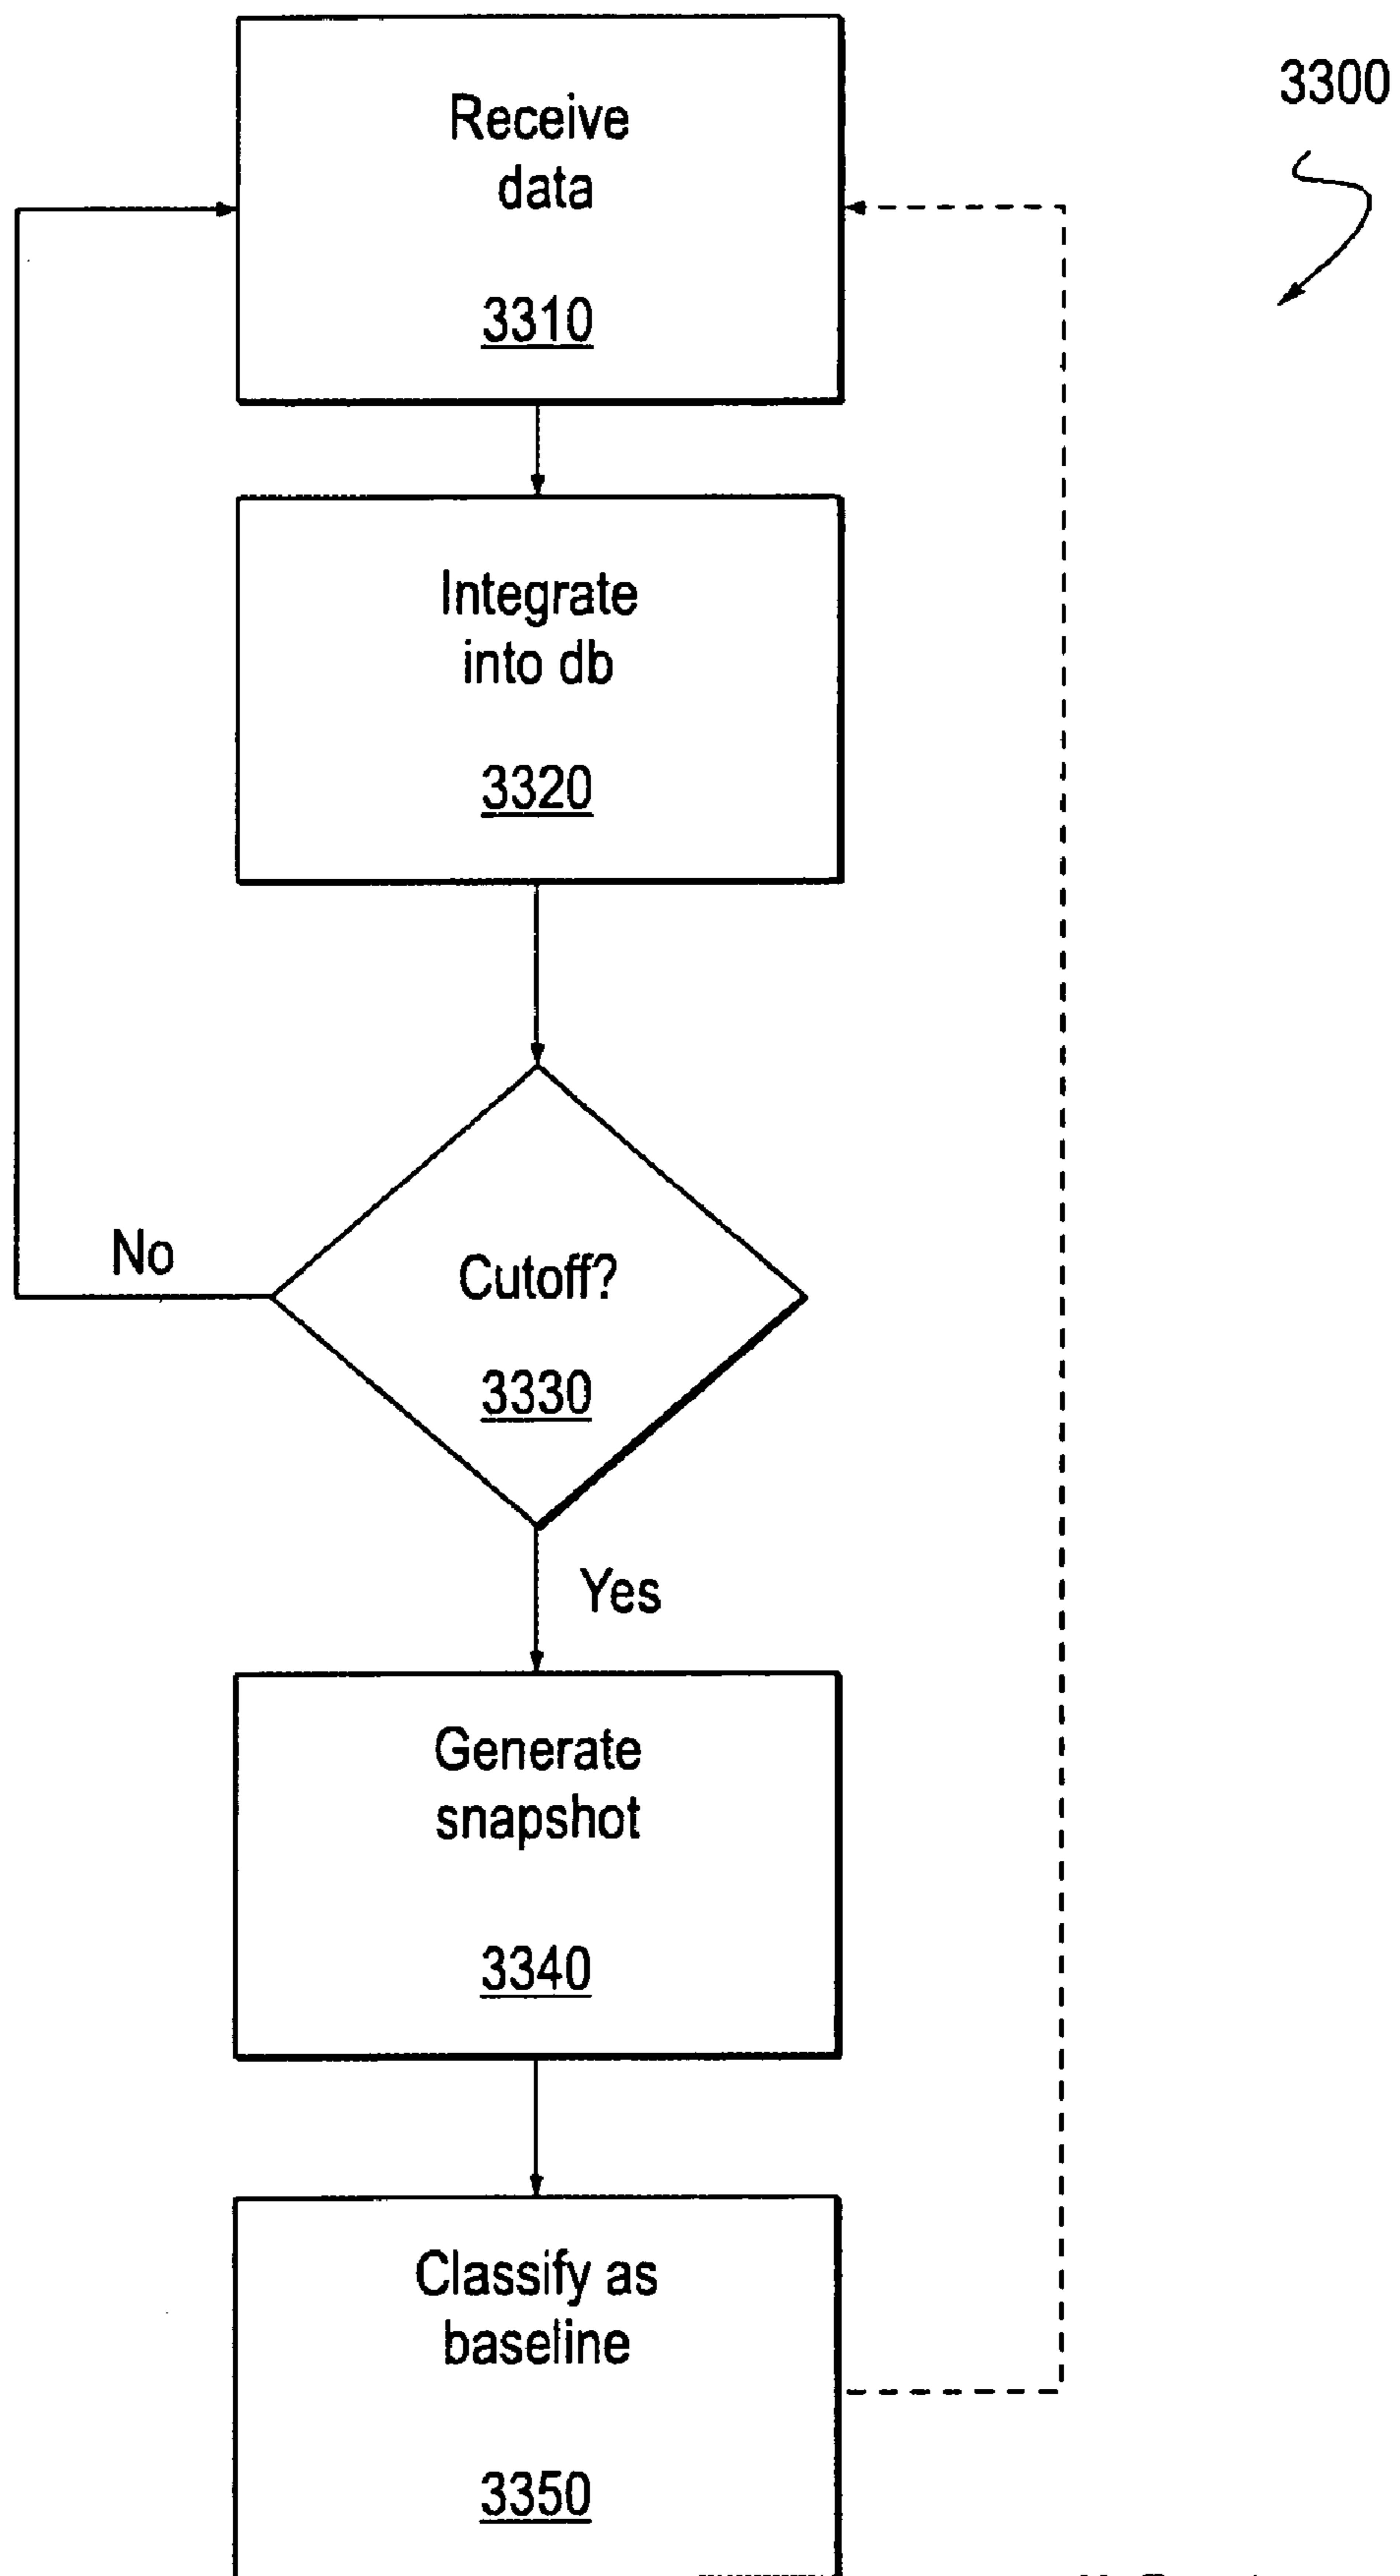 3300
Receive
data
3310
Integrate
into db
3320
No
Cutoff?
3330
Yes
Generate
snapshot
3340
Classify as
baseline
3350